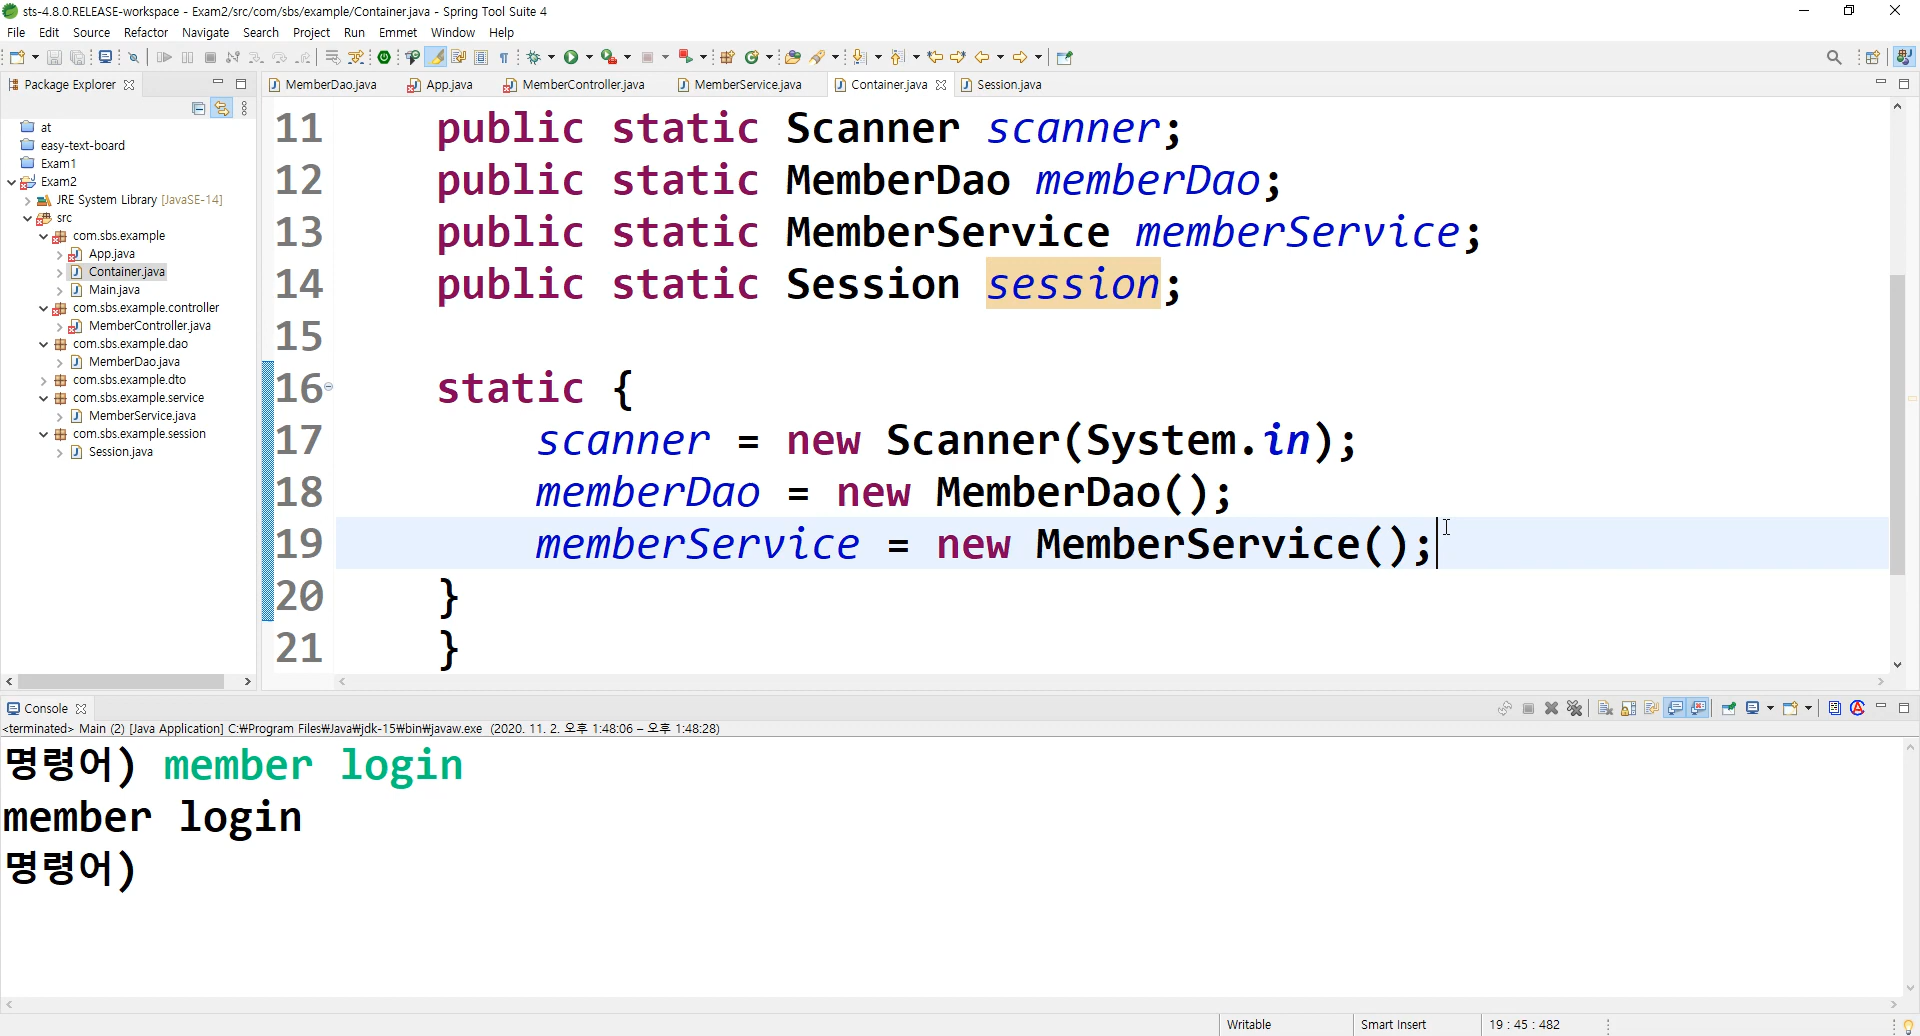 sts-4.8.0.RELEASE-workspace - Exam2/src/com/sbs/example/Container.java - Spring Tool Suite 4
File Edit Source Refactor Navigate Search Project Run Emmet Window Help
Package Explorer
MemberDao.java App.java MemberController.java MemberService.java Container.java Session.java
at
easy-text-board
Exam1
Exam2
JRE System Library [JavaSE-14]
src
com.sbs.example
App.java
Container.java
Main.java
com.sbs.example.controller
MemberController.java
com.sbs.example.dao
MemberDao.java
com.sbs.example.dto
com.sbs.example.service
MemberService.java
com.sbs.example.session
Session.java
11 public static Scanner scanner;
12 public static MemberDao memberDao;
13 public static MemberService memberService;
14 public static Session session;
15
16 static {
17 scanner = new Scanner(System.in);
18 memberDao = new MemberDao();
19 memberService = new MemberService();
20 }
21 }
Console
<terminated> Main (2) [Java Application] C:₩Program Files₩Java₩jdk-15₩bin₩javaw.exe (2020. 11. 2. 오후 1:48:06 – 오후 1:48:28)
명령어) member login
member login
명령어)
Writable Smart Insert 19 : 45 : 482